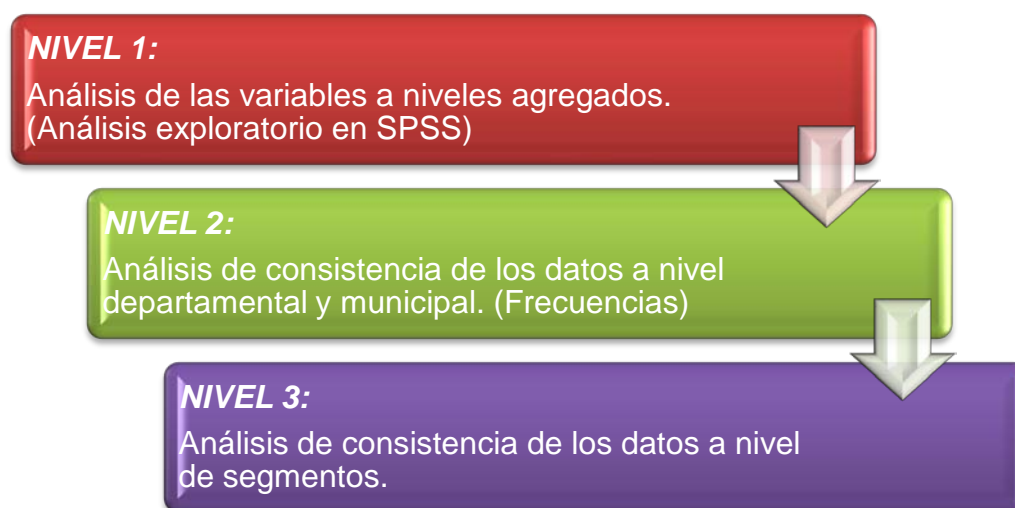 NIVEL 1:
Análisis de las variables a niveles agregados.
(Análisis exploratorio en SPSS)
NIVEL 2:
Análisis de consistencia de los datos a nivel
departamental y municipal. (Frecuencias)
NIVEL 3:
Análisis de consistencia de los datos a nivel
de segmentos.